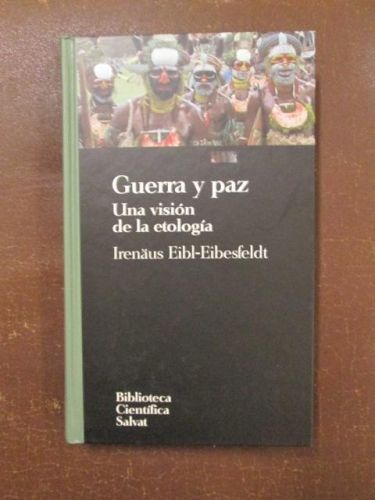 Guerra y paz
Una visión
de la etología
Irenäus Eibl-Eibesfeldt
Biblioteca
Científica
Salvat